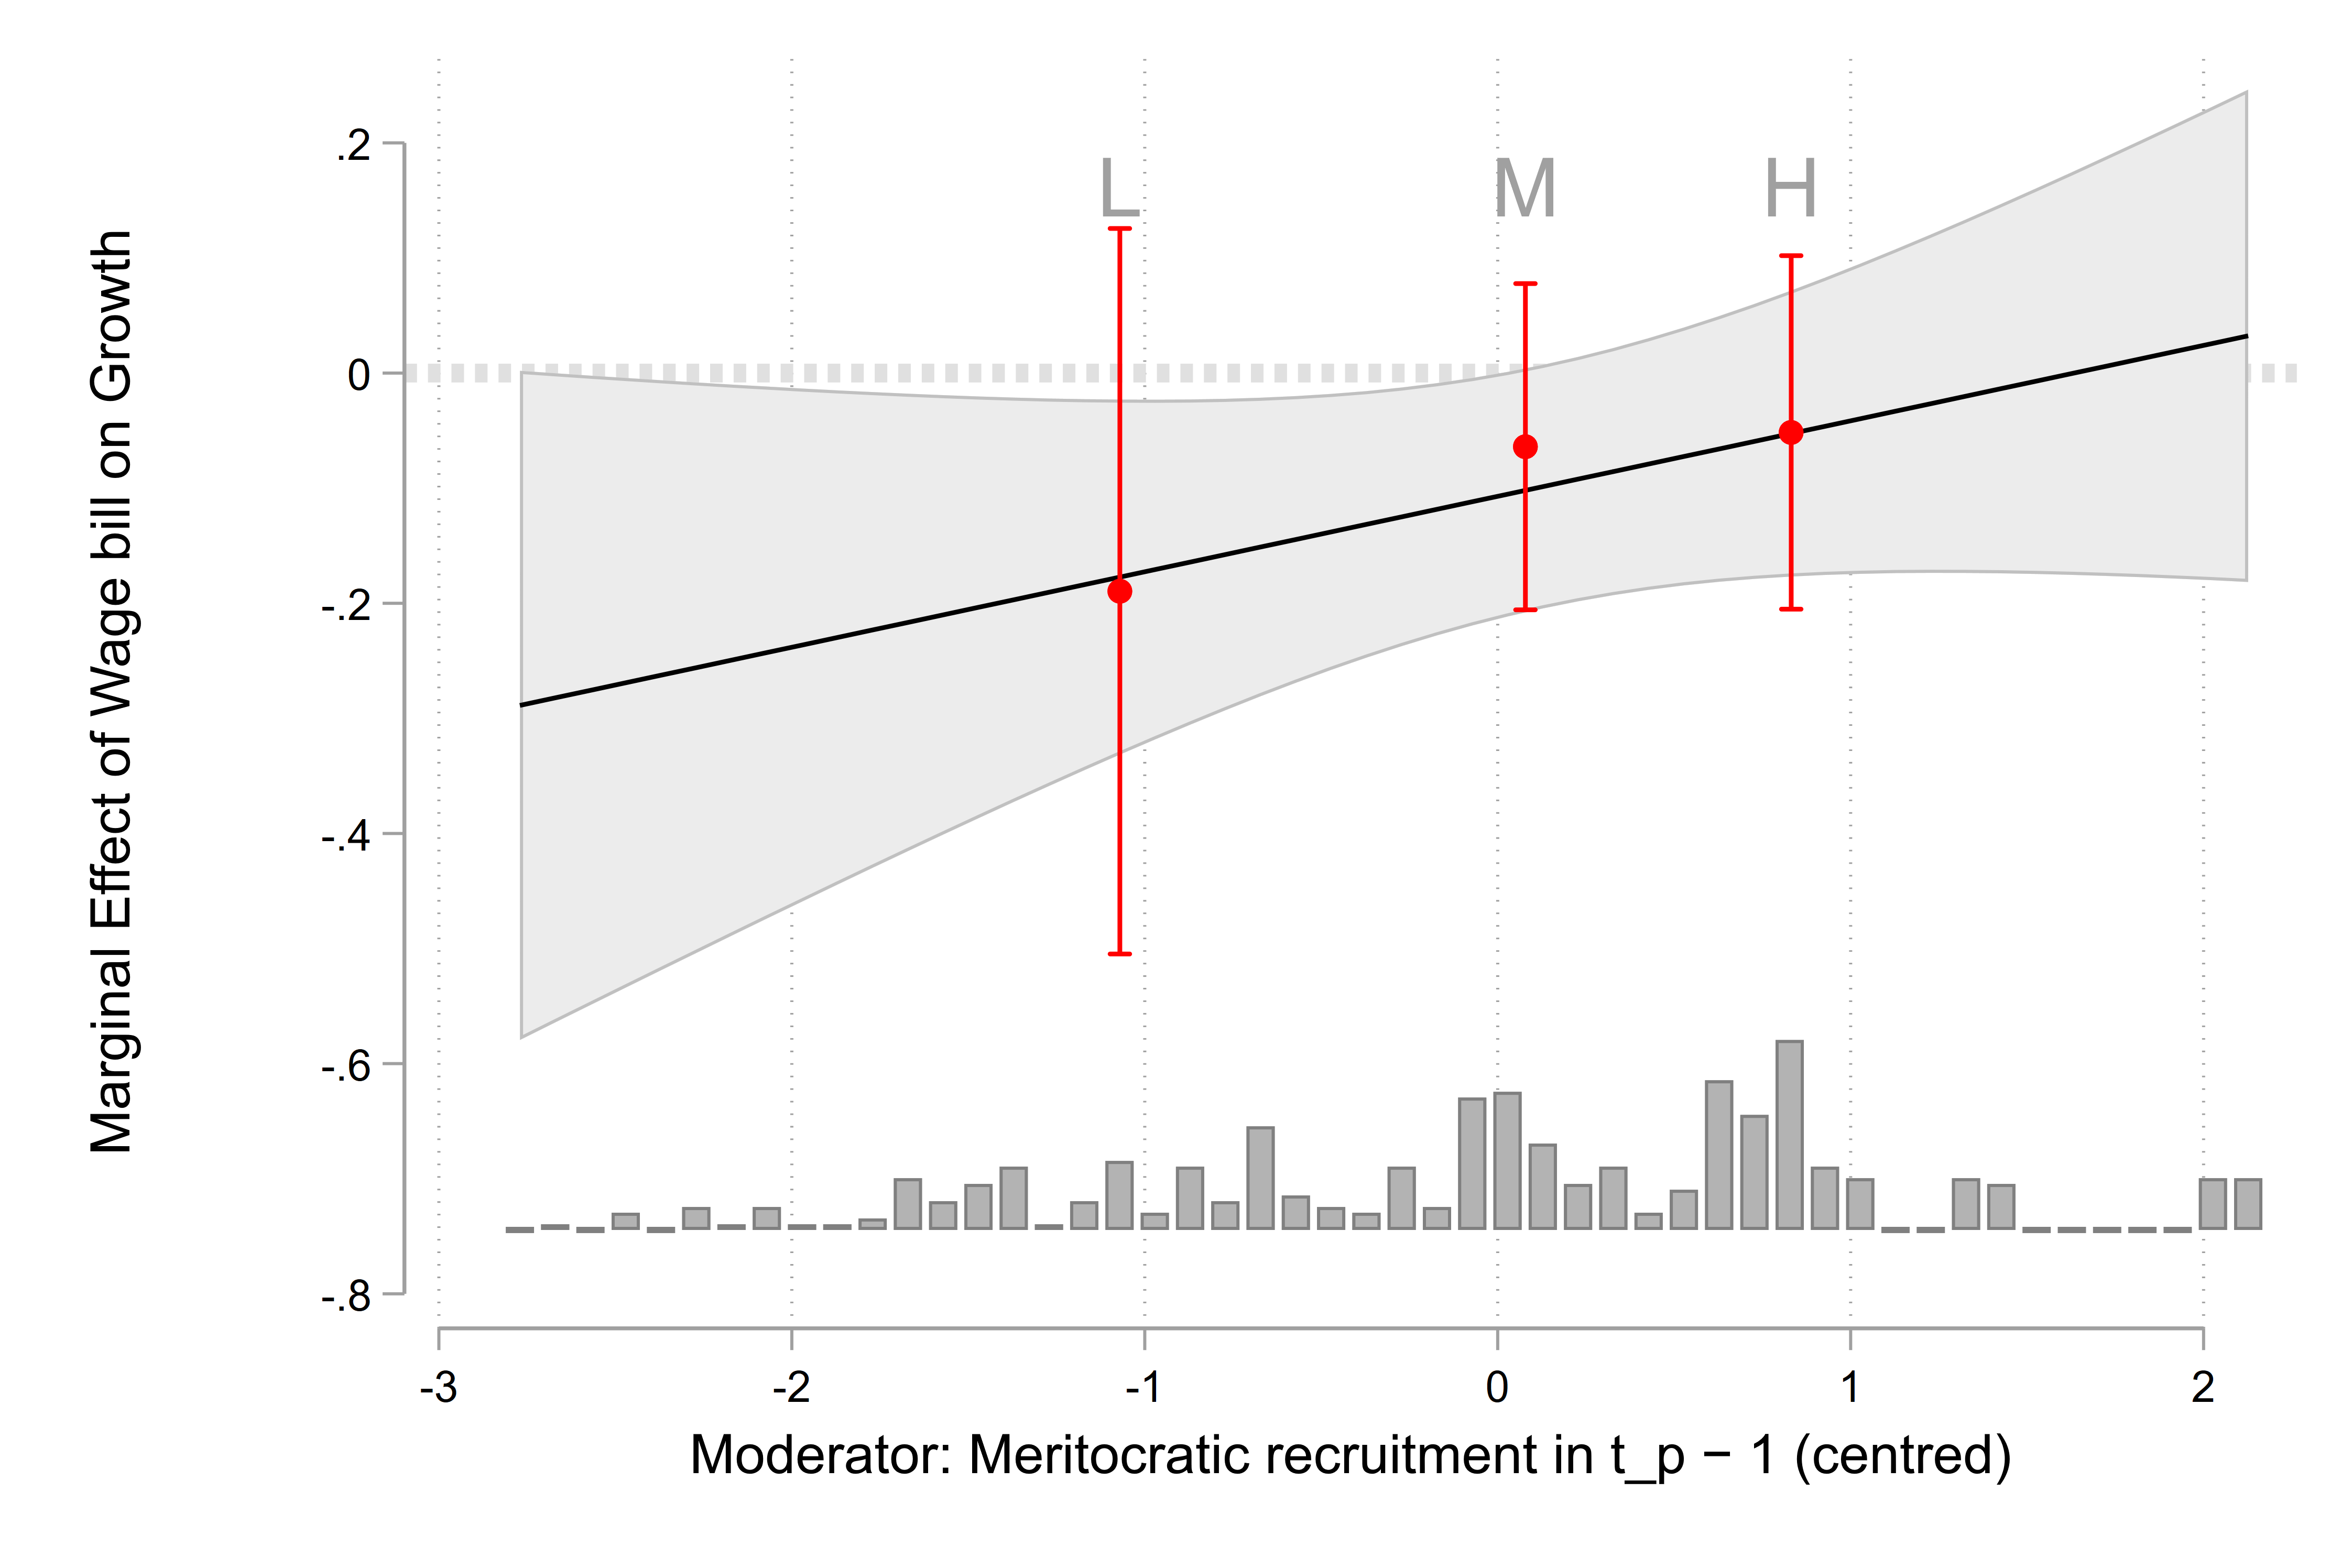 Marginal Effect of Wage bill on Growth
.2
0
-.2
-.4
-.6
-.8
L
M
H
-3
-2
-1
0
1
2
Moderator: Meritocratic recruitment in t_p − 1 (centred)